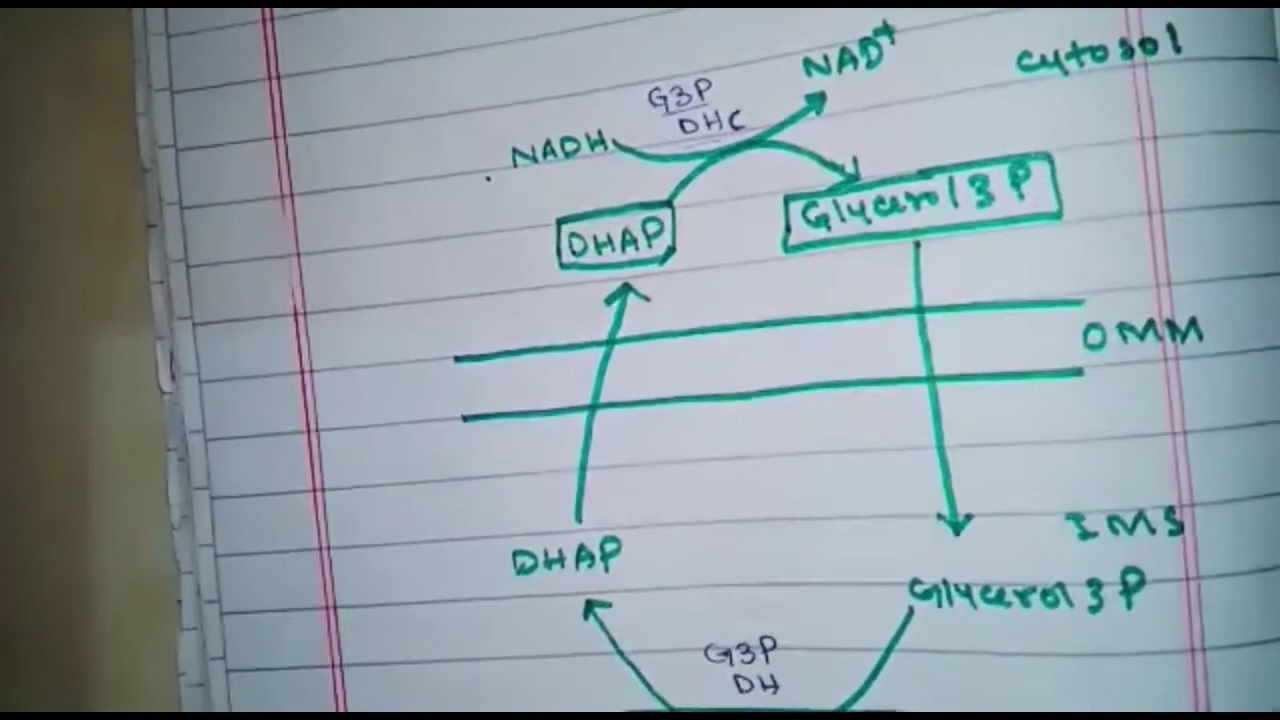 NAD+
cytosol
G3P
DHC
NADH
Glycerol 3 P
DHAP
OMM
IMS
DHAP
Glycerol 3 P
G3P
DH